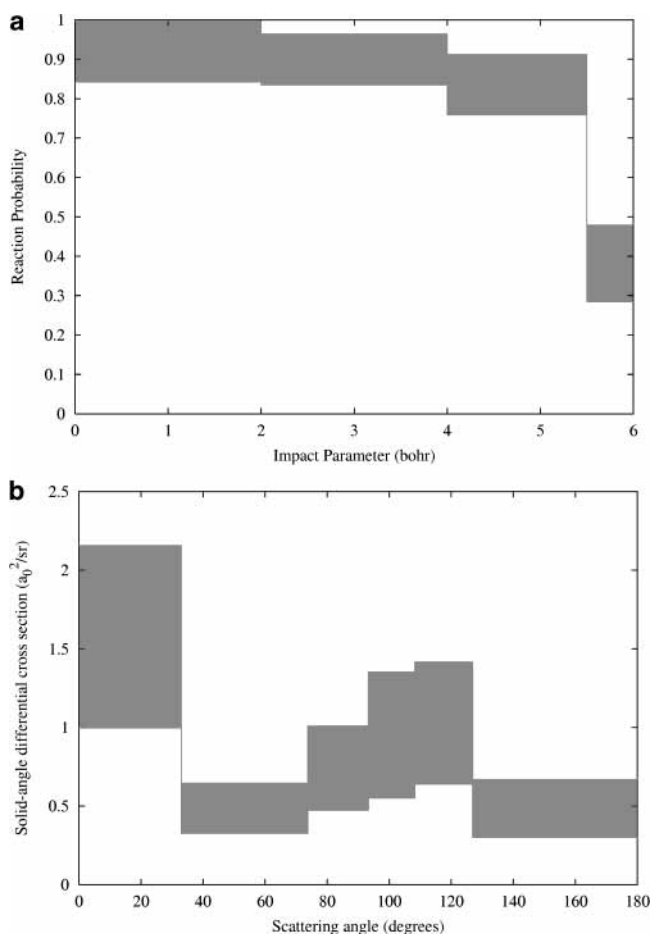 a
1
0.9
0.8
0.7
0.6
0.5
0.4
0.3
0.2
0.1
0
Reaction Probability
0 1 2 3 4 5 6
Impact Parameter (bohr)
b
2.5
2
1.5
1
0.5
0
Solid-angle differential cross section (a₀²/sr)
0 20 40 60 80 100 120 140 160 180
Scattering angle (degrees)